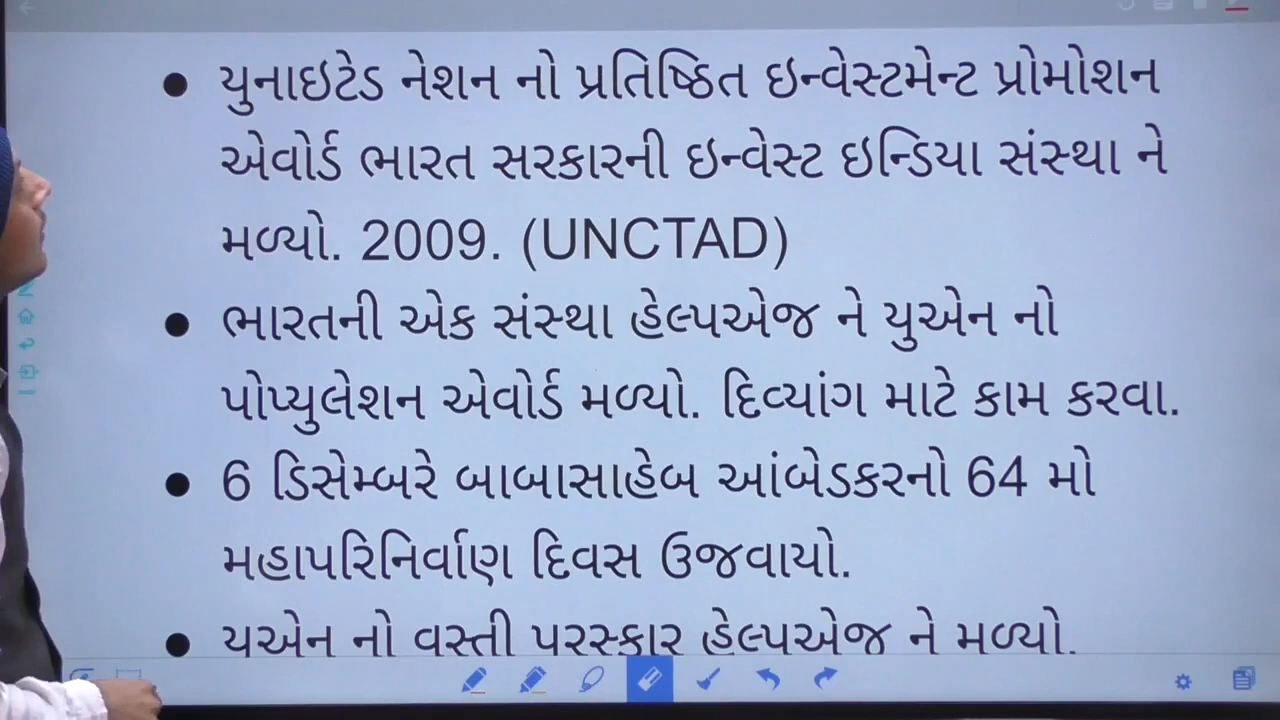 ● યુનાઇટેડ નેશન નો પ્રતિષ્ઠિત ઇન્વેસ્ટમેન્ટ પ્રોમોશન
એવોર્ડ ભારત સરકારની ઇન્વેસ્ટ ઇન્ડિયા સંસ્થા ને
મળ્યો. 2009. (UNCTAD)
● ભારતની એક સંસ્થા હેલ્પએજ ને યુએન નો
પોપ્યુલેશન એવોર્ડ મળ્યો. દિવ્યાંગ માટે કામ કરવા.
● 6 ડિસેમ્બરે બાબાસાહેબ આંબેડકરનો 64 મો
મહાપરિનિર્વાણ દિવસ ઉજવાયો.
● યુએન નો વસ્તી પુરસ્કાર હેલ્પએજ ને મળ્યો.